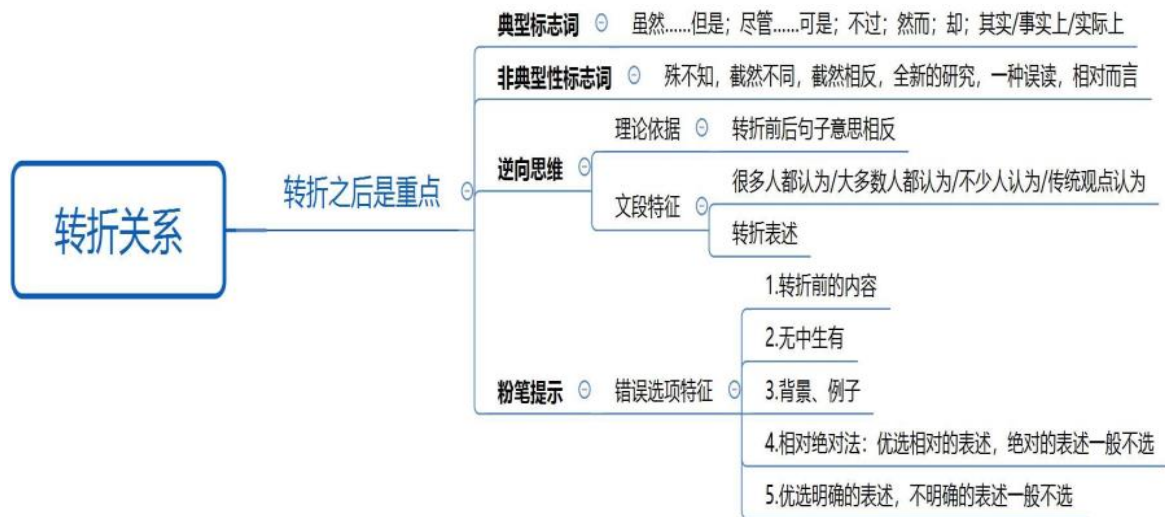 转折关系
转折之后是重点
典型标志词
虽然……但是；尽管……可是；不过；然而；却；其实/事实上/实际上
非典型性标志词
殊不知，截然不同，截然相反，全新的研究，一种误读，相对而言
逆向思维
理论依据
转折前后句子意思相反
文段特征
很多人都认为/大多数人都认为/不少人认为/传统观点认为
转折表述
粉笔提示
错误选项特征
1.转折前的内容
2.无中生有
3.背景、例子
4.相对绝对法：优选相对的表述，绝对的表述一般不选
5.优选明确的表述，不明确的表述一般不选